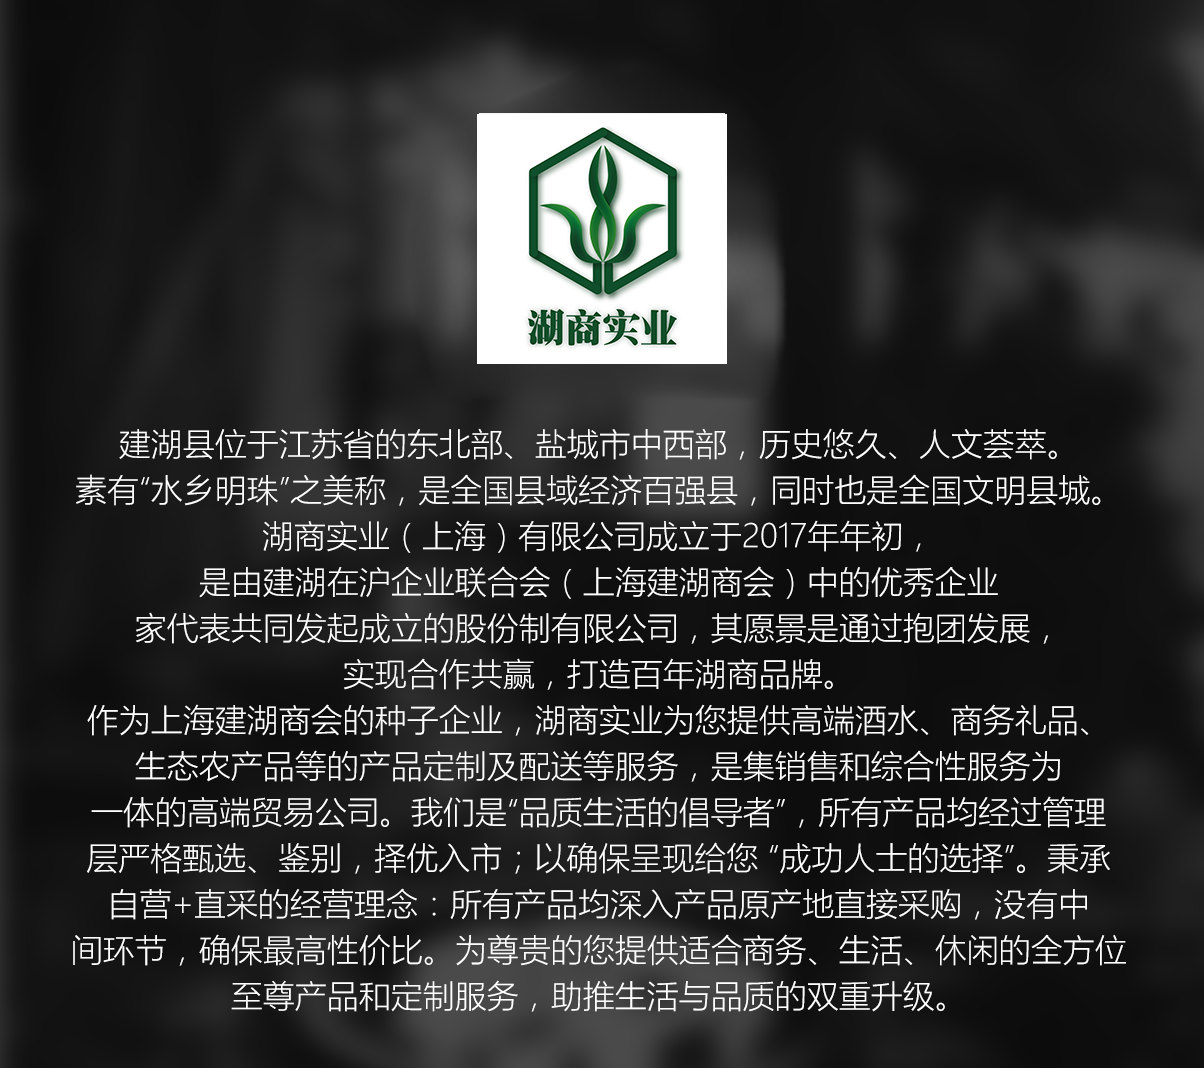 湖商实业
建湖县位于江苏省的东北部、盐城市中西部，历史悠久、人文荟萃。
素有“水乡明珠”之美称，是全国县域经济百强县，同时也是全国文明县城。
湖商实业（上海）有限公司成立于2017年年初，
是由建湖在沪企业联合会（上海建湖商会）中的优秀企业
家代表共同发起成立的股份制有限公司，其愿景是通过抱团发展，
实现合作共赢，打造百年湖商品牌。
作为上海建湖商会的种子企业，湖商实业为您提供高端酒水、商务礼品、
生态农产品等的产品定制及配送等服务，是集销售和综合性服务为
一体的高端贸易公司。我们是“品质生活的倡导者”，所有产品均经过管理
层严格甄选、鉴别，择优入市；以确保呈现给您 “成功人士的选择”。秉承
自营+直采的经营理念：所有产品均深入产品原产地直接采购，没有中
间环节，确保最高性价比。为尊贵的您提供适合商务、生活、休闲的全方位
至尊产品和定制服务，助推生活与品质的双重升级。